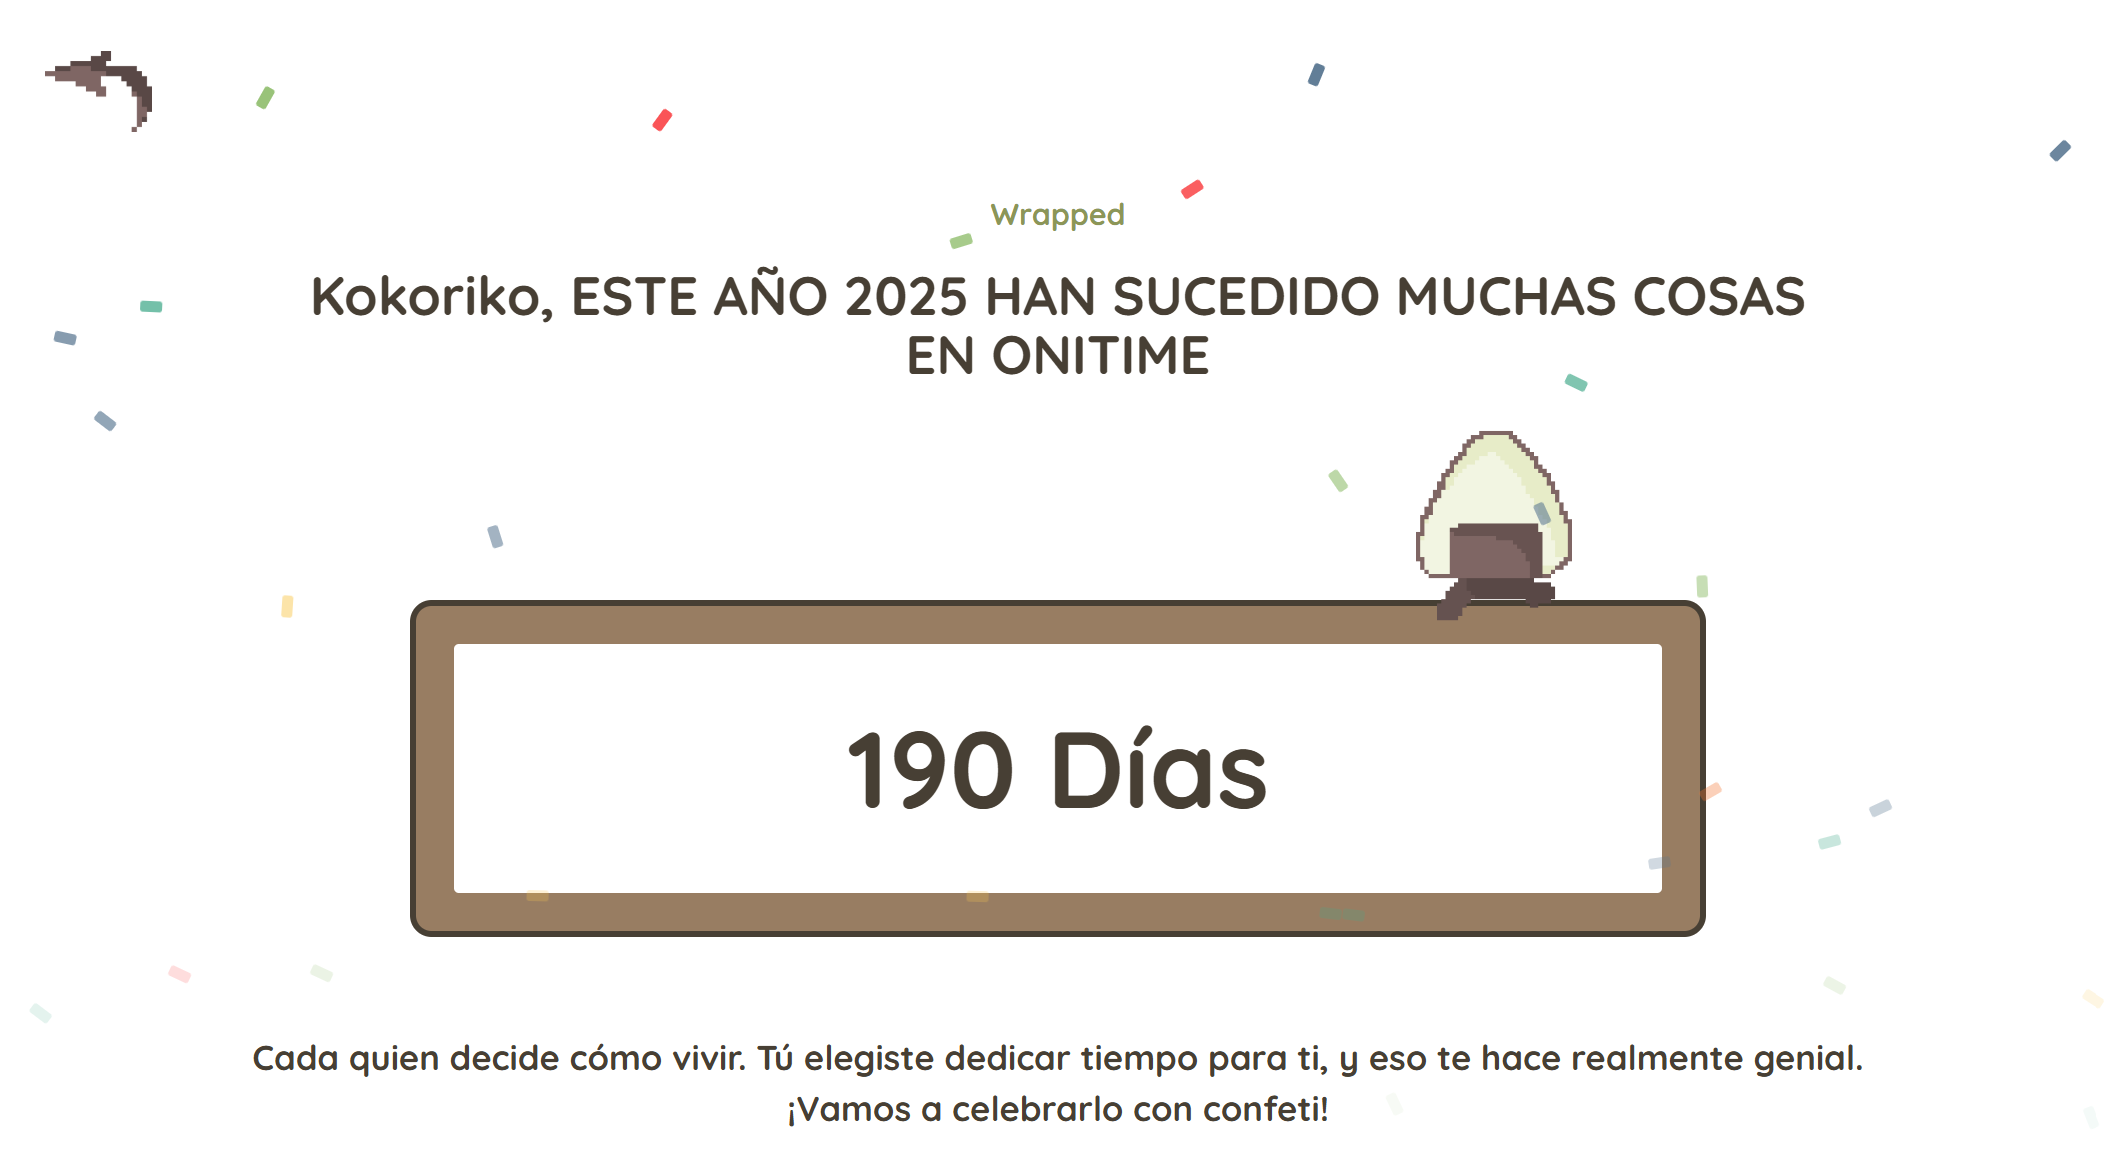 Wrapped
Kokoriko, ESTE AÑO 2025 HAN SUCEDIDO MUCHAS COSAS
EN ONITIME
190 Días
Cada quien decide cómo vivir. Tú elegiste dedicar tiempo para ti, y eso te hace realmente genial.
¡Vamos a celebrarlo con confeti!